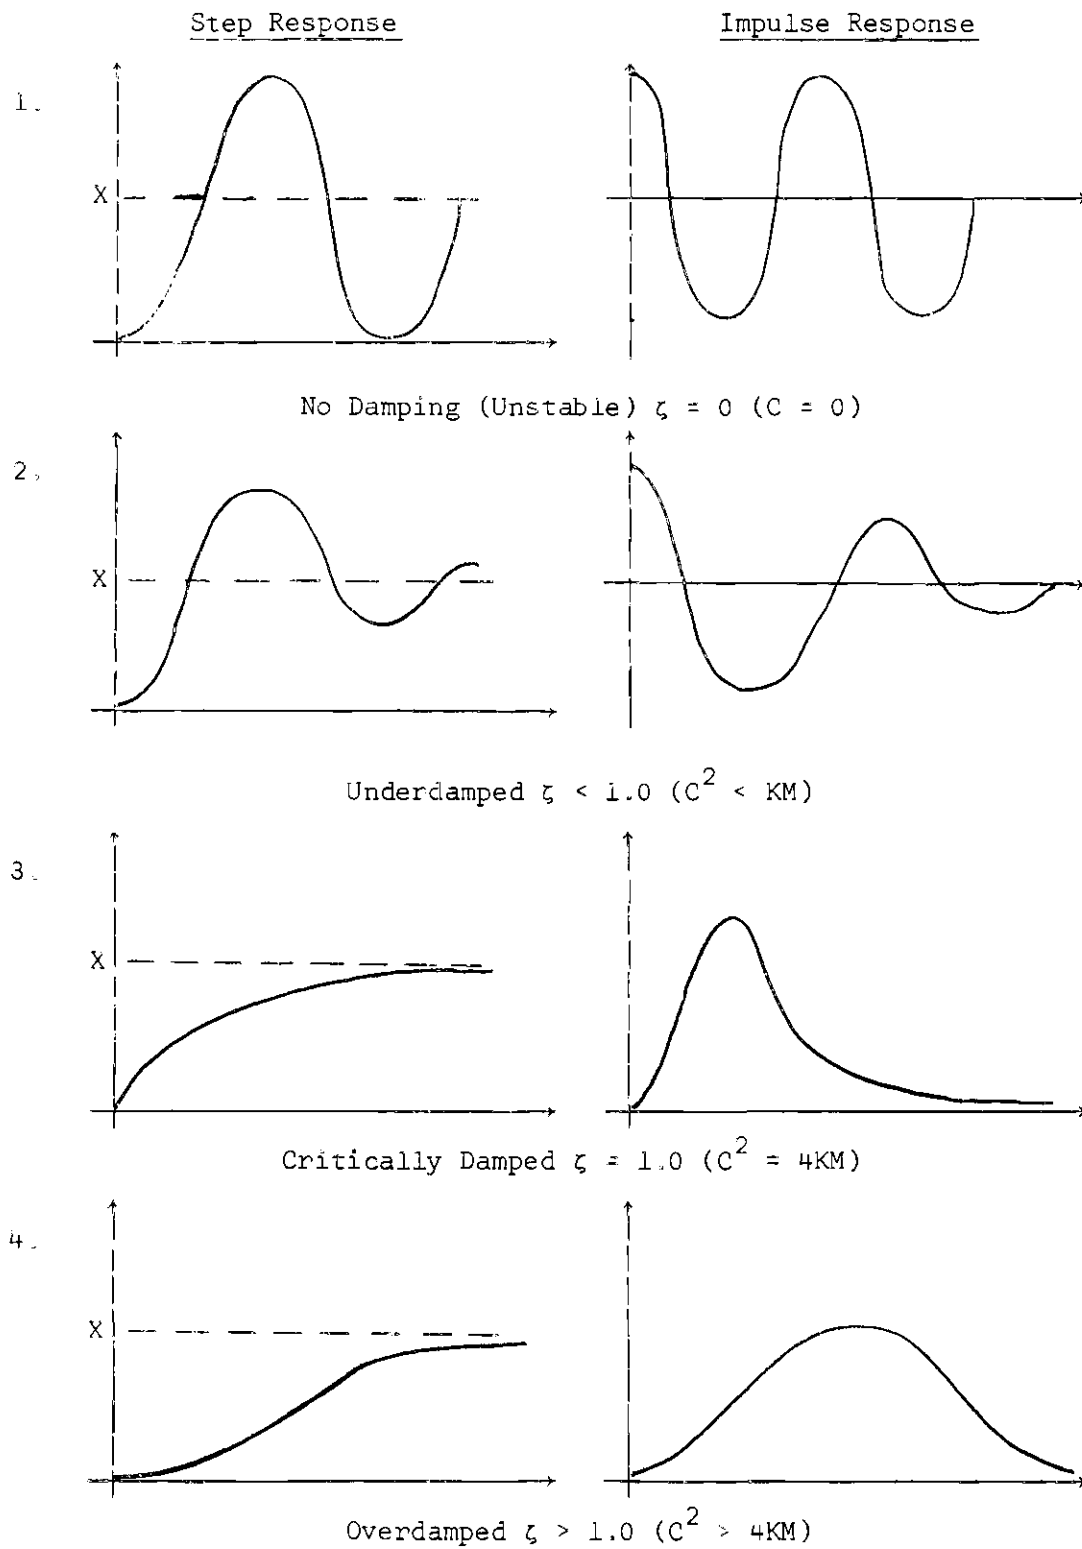 Step Response
Impulse Response
1.
X
No Damping (Unstable) ζ = 0 (C = 0)
2.
X
Underdamped ζ < 1.0 (C² < KM)
3.
X
Critically Damped ζ = 1.0 (C² = 4KM)
4.
X
Overdamped ζ > 1.0 (C² > 4KM)